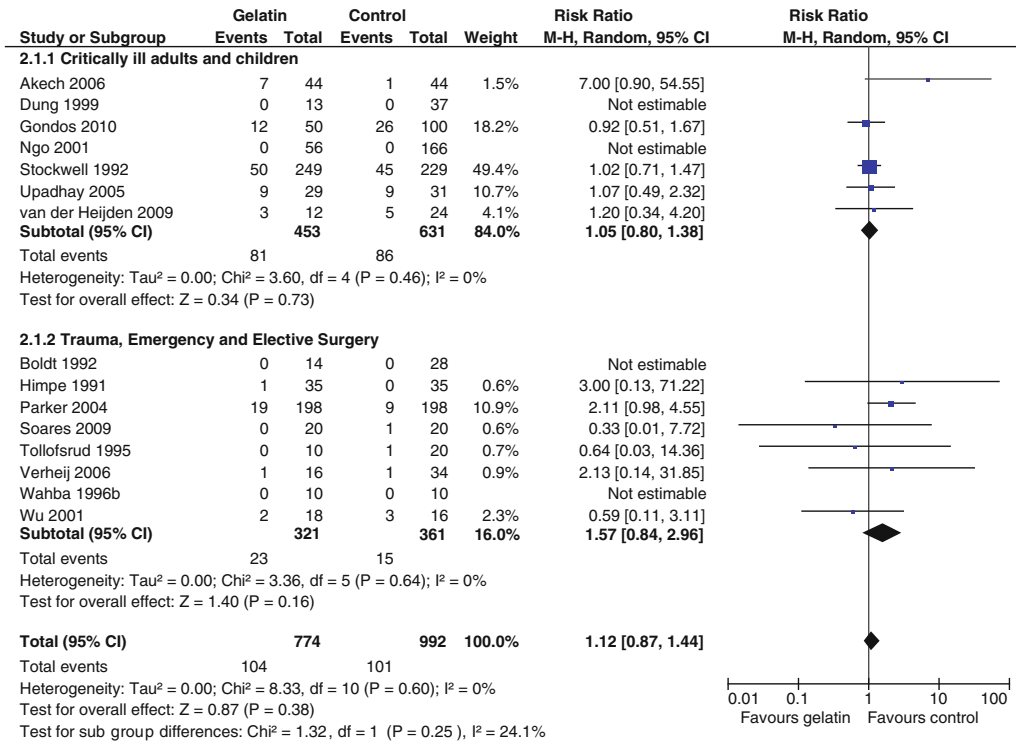 Gelatin Control Risk Ratio Risk Ratio
Study or Subgroup Events Total Events Total Weight M-H, Random, 95% CI M-H, Random, 95% CI
2.1.1 Critically ill adults and children
Akech 2006 7 44 1 44 1.5% 7.00 [0.90, 54.55]
Dung 1999 0 13 0 37 Not estimable
Gondos 2010 12 50 26 100 18.2% 0.92 [0.51, 1.67]
Ngo 2001 0 56 0 166 Not estimable
Stockwell 1992 50 249 45 229 49.4% 1.02 [0.71, 1.47]
Upadhay 2005 9 29 9 31 10.7% 1.07 [0.49, 2.32]
van der Heijden 2009 3 12 5 24 4.1% 1.20 [0.34, 4.20]
Subtotal (95% CI) 453 631 84.0% 1.05 [0.80, 1.38]
Total events 81 86
Heterogeneity: Tau² = 0.00; Chi² = 3.60, df = 4 (P = 0.46); I² = 0%
Test for overall effect: Z = 0.34 (P = 0.73)
2.1.2 Trauma, Emergency and Elective Surgery
Boldt 1992 0 14 0 28 Not estimable
Himpe 1991 1 35 0 35 0.6% 3.00 [0.13, 71.22]
Parker 2004 19 198 9 198 10.9% 2.11 [0.98, 4.55]
Soares 2009 0 20 1 20 0.6% 0.33 [0.01, 7.72]
Tollofsrud 1995 0 10 1 20 0.7% 0.64 [0.03, 14.36]
Verheij 2006 1 16 1 34 0.9% 2.13 [0.14, 31.85]
Wahba 1996b 0 10 0 10 Not estimable
Wu 2001 2 18 3 16 2.3% 0.59 [0.11, 3.11]
Subtotal (95% CI) 321 361 16.0% 1.57 [0.84, 2.96]
Total events 23 15
Heterogeneity: Tau² = 0.00; Chi² = 3.36, df = 5 (P = 0.64); I² = 0%
Test for overall effect: Z = 1.40 (P = 0.16)
Total (95% CI) 774 992 100.0% 1.12 [0.87, 1.44]
Total events 104 101
Heterogeneity: Tau² = 0.00; Chi² = 8.33, df = 10 (P = 0.60); I² = 0%
Test for overall effect: Z = 0.87 (P = 0.38)
Test for sub group differences: Chi² = 1.32, df = 1 (P = 0.25 ), I² = 24.1%
0.01 0.1 1 10 100
Favours gelatin Favours control